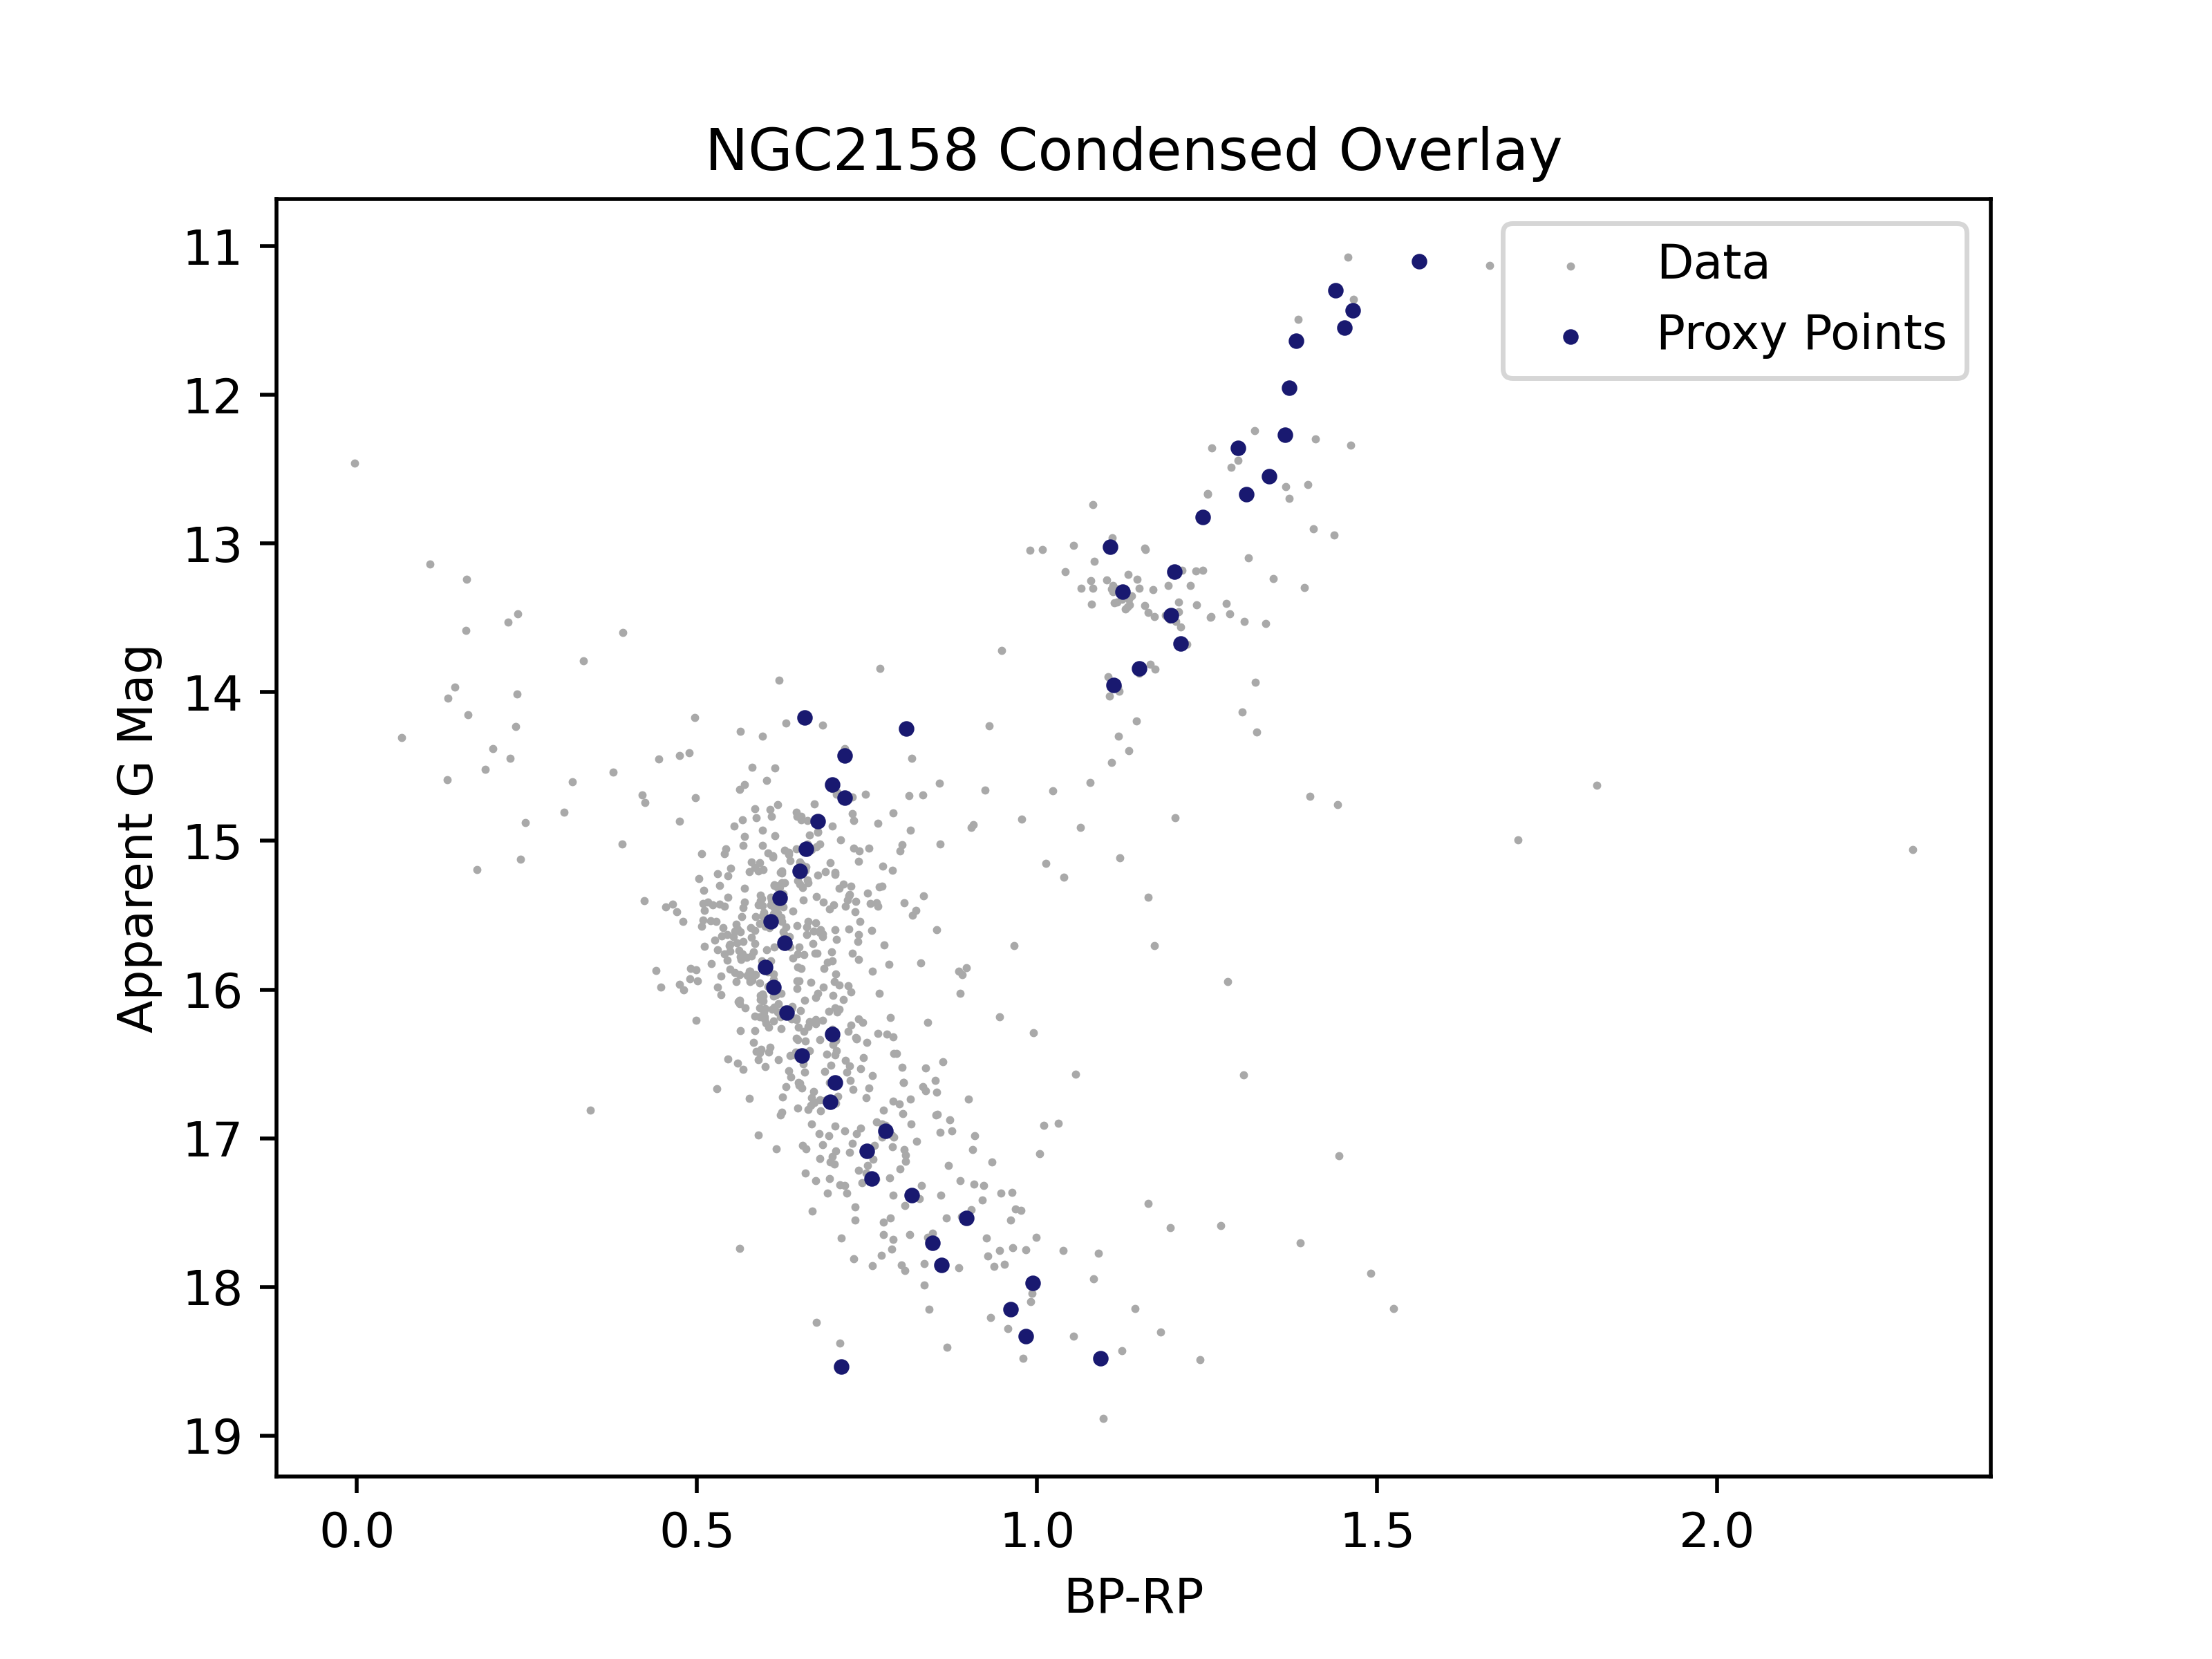 NGC2158 Condensed Overlay
Data
Proxy Points
11
12
13
14
15
16
17
18
19
Apparent G Mag
0.0 0.5 1.0 1.5 2.0
BP-RP